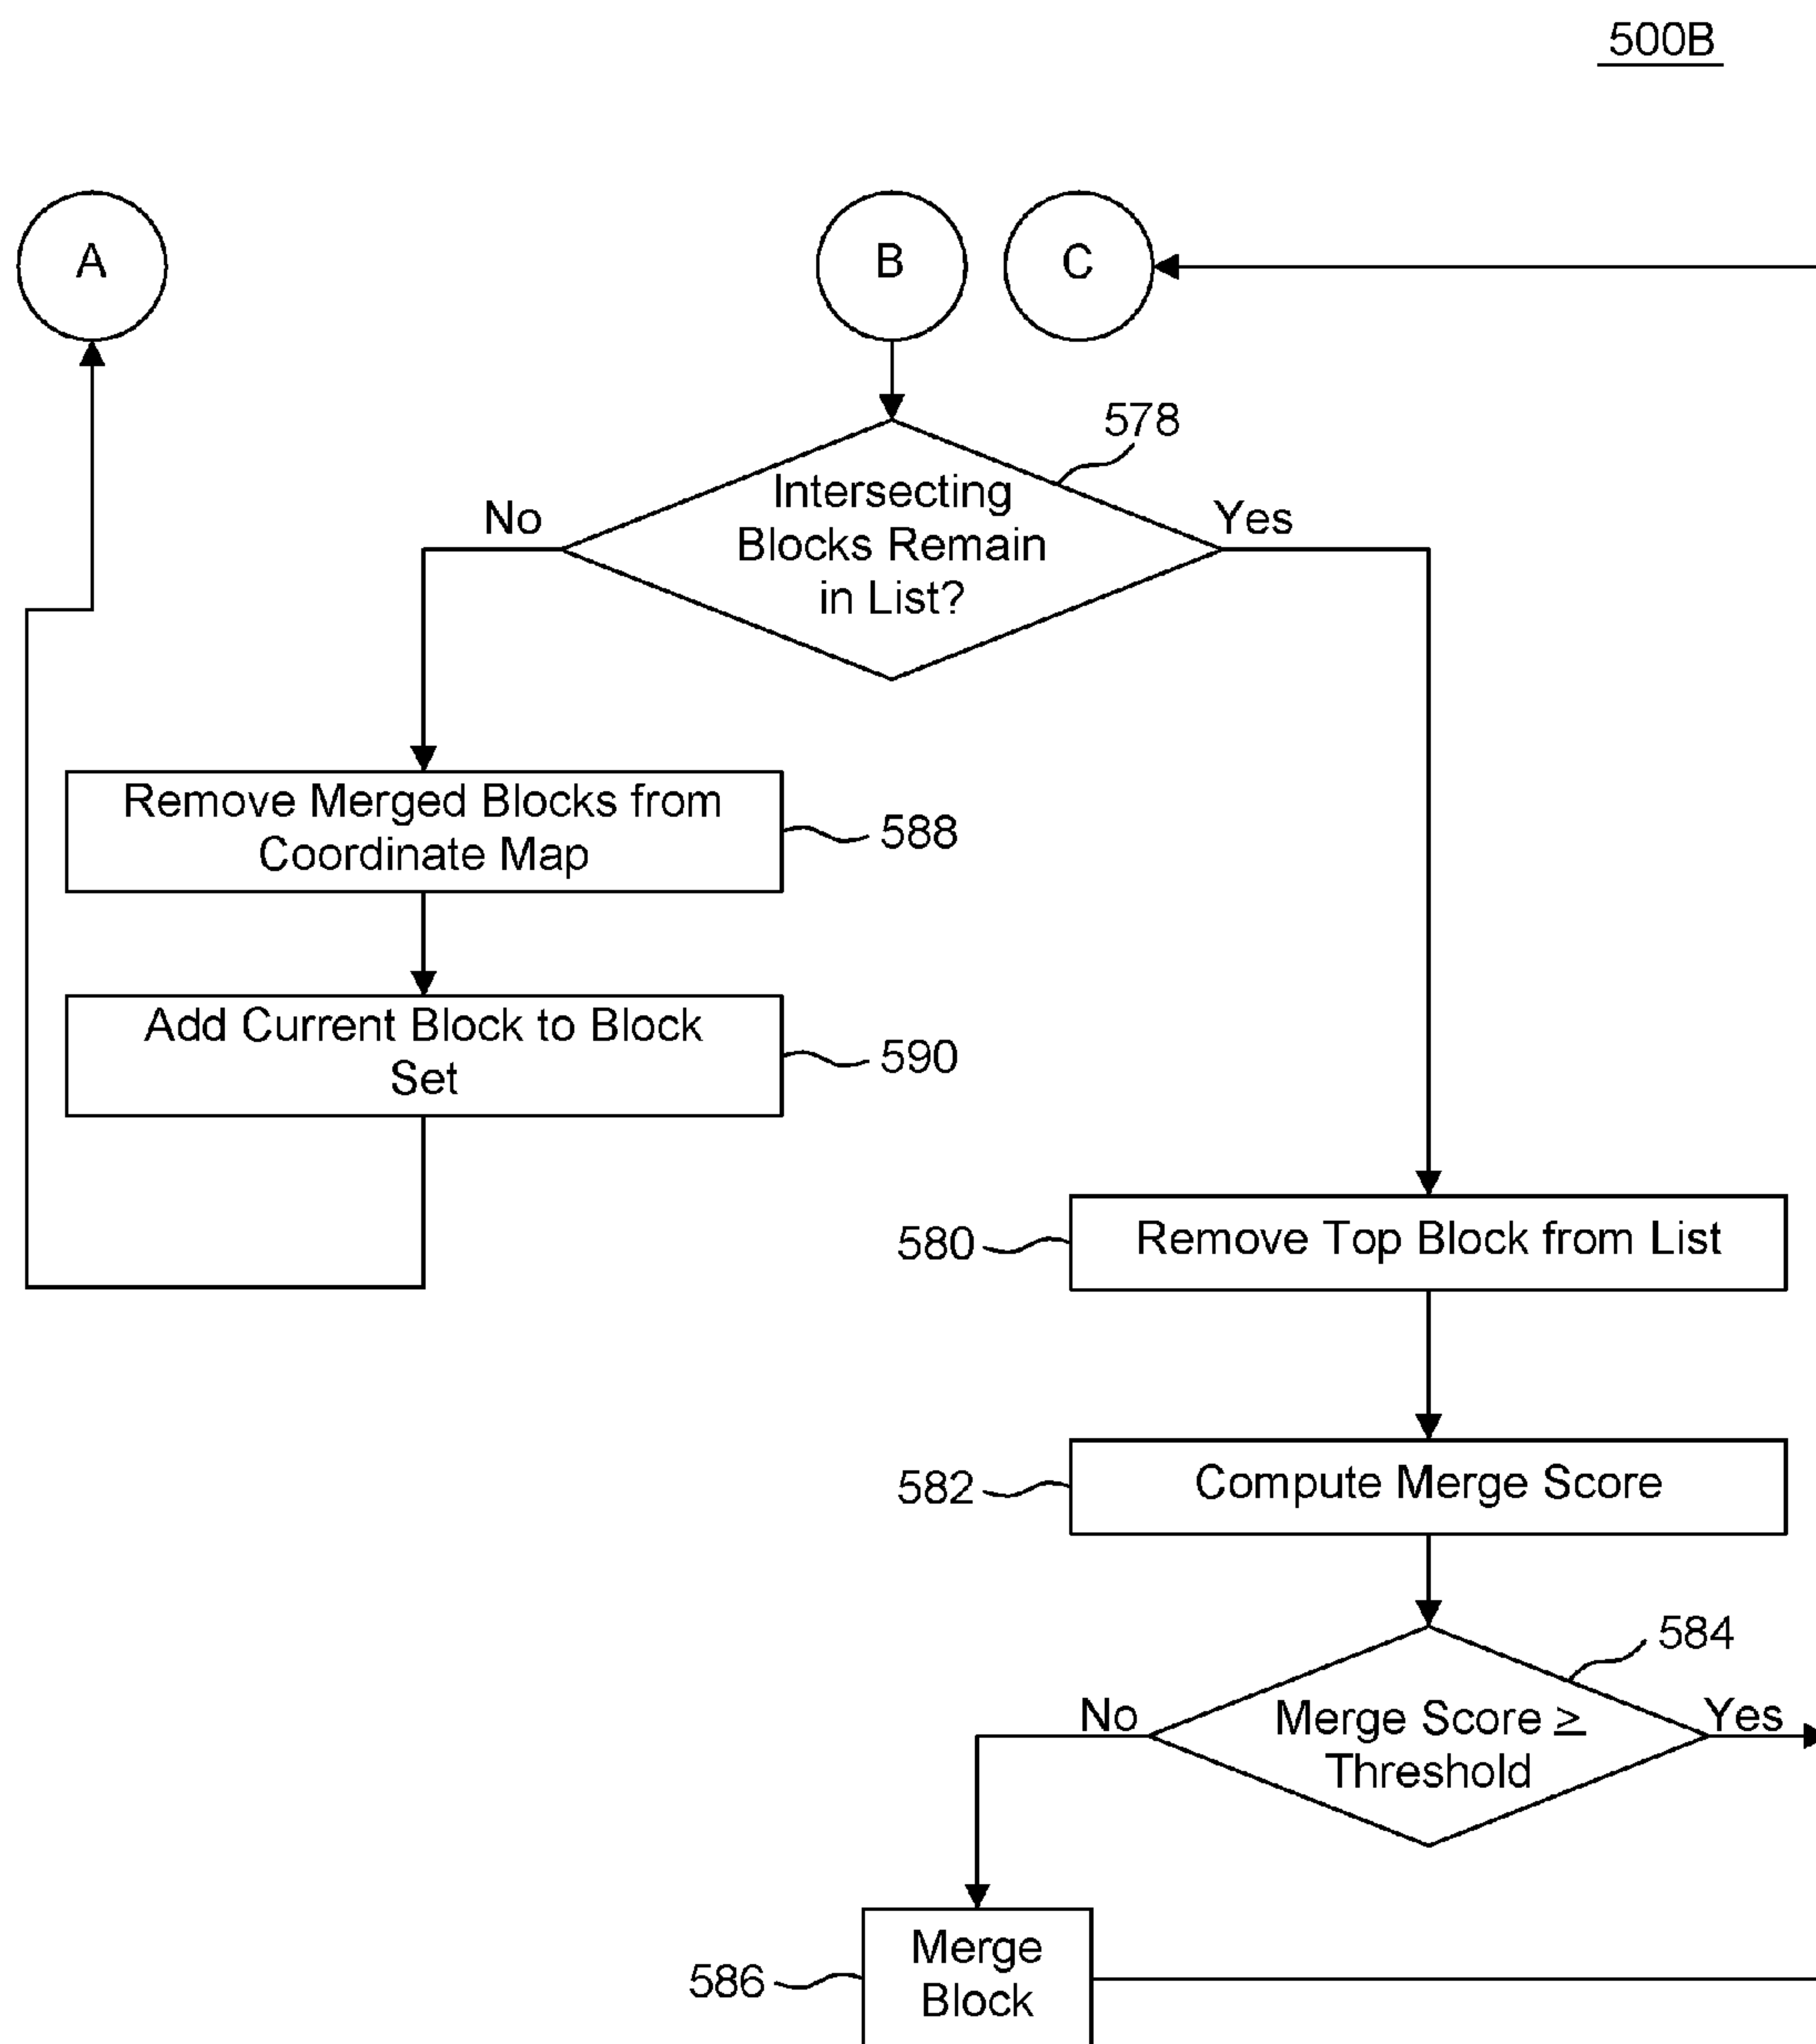 500B
A
B
C
578
Intersecting
Blocks Remain
in List?
No
Yes
Remove Merged Blocks from
Coordinate Map
588
Add Current Block to Block
Set
590
580
Remove Top Block from List
582
Compute Merge Score
584
No
Merge Score ≥
Threshold
Yes
586
Merge
Block